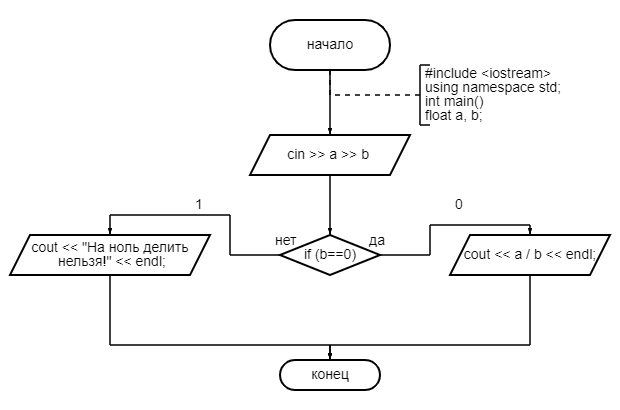 начало
#include <iostream>
using namespace std;
int main()
float a, b;
cin >> a >> b
1
0
нет
да
cout << "На ноль делить
нельзя!" << endl;
if (b==0)
cout << a / b << endl;
конец